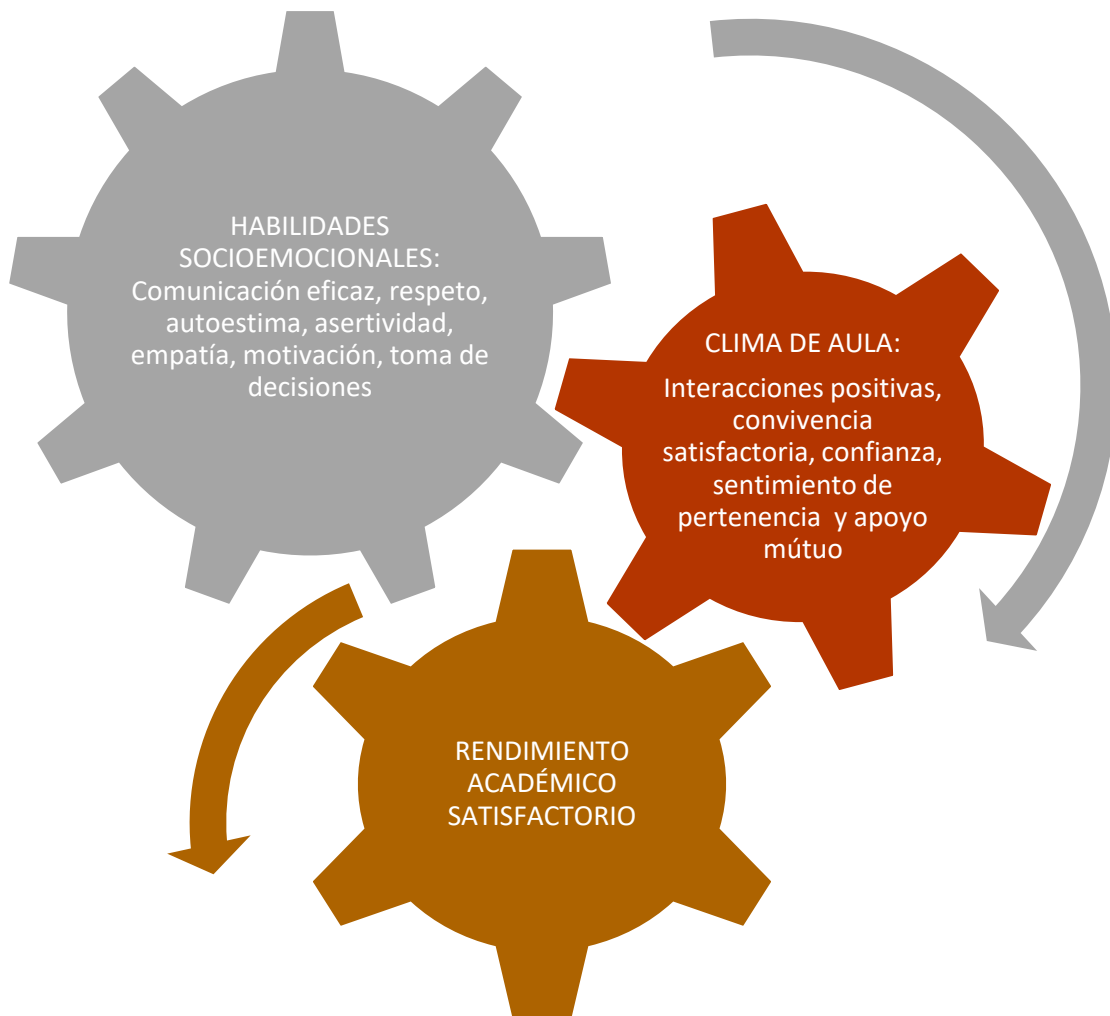 HABILIDADES
SOCIOEMOCIONALES:
Comunicación eficaz, respeto,
autoestima, asertividad,
empatía, motivación, toma de
decisiones
CLIMA DE AULA:
Interacciones positivas,
convivencia
satisfactoria, confianza,
sentimiento de
pertenencia  y apoyo
mútuo
RENDIMIENTO
ACADÉMICO
SATISFACTORIO